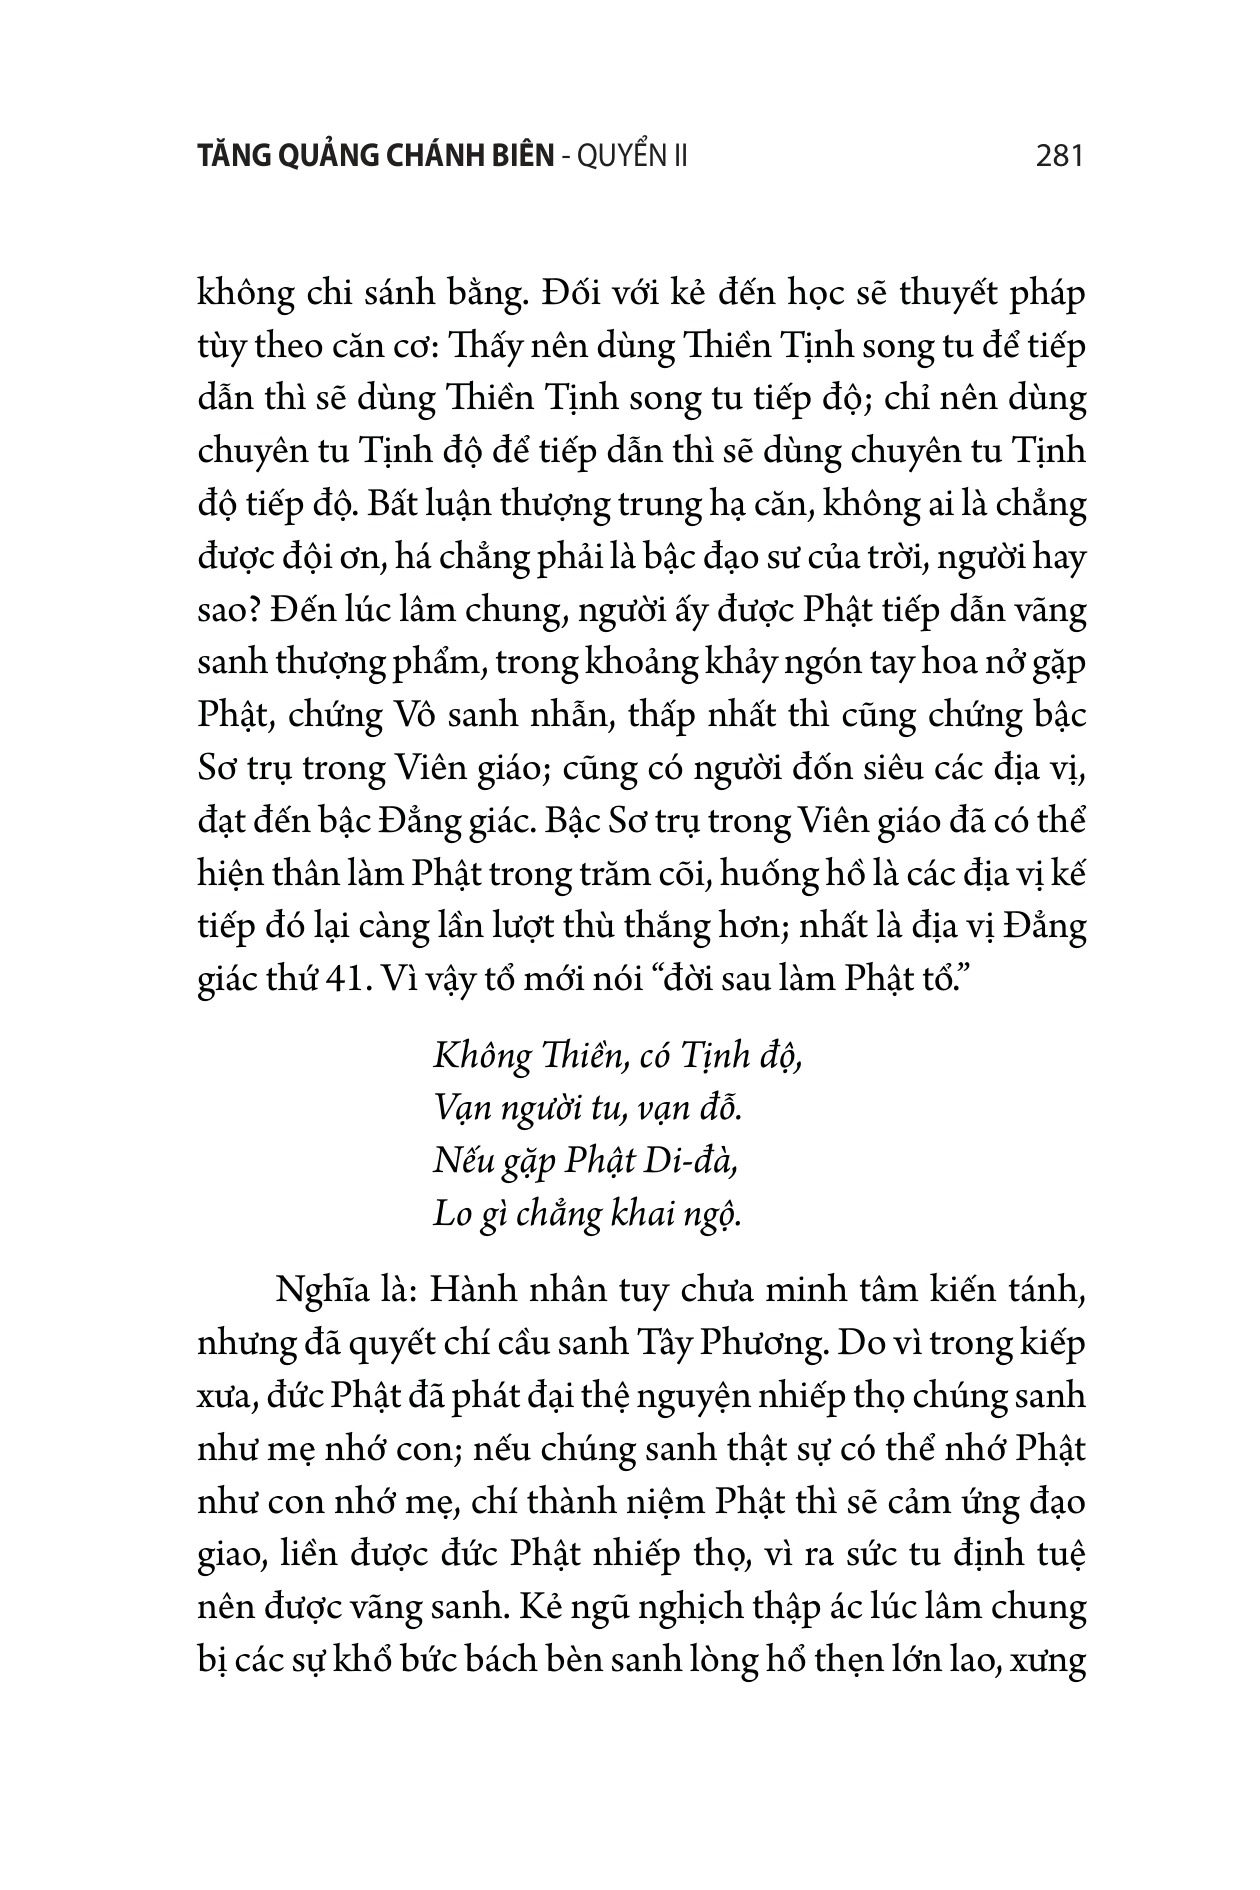 TĂNG QUẢNG CHÁNH BIÊN - QUYỂN II 281
không chi sánh bằng. Đối với kẻ đến học sẽ thuyết pháp
tùy theo căn cơ: Thấy nên dùng Thiền Tịnh song tu để tiếp
dẫn thì sẽ dùng Thiền Tịnh song tu tiếp độ; chỉ nên dùng
chuyên tu Tịnh độ để tiếp dẫn thì sẽ dùng chuyên tu Tịnh
độ tiếp độ. Bất luận thượng trung hạ căn, không ai là chẳng
được đội ơn, há chẳng phải là bậc đạo sư của trời, người hay
sao? Đến lúc lâm chung, người ấy được Phật tiếp dẫn vãng
sanh thượng phẩm, trong khoảng khảy ngón tay hoa nở gặp
Phật, chứng Vô sanh nhẫn, thấp nhất thì cũng chứng bậc
Sơ trụ trong Viên giáo; cũng có người đốn siêu các địa vị,
đạt đến bậc Đẳng giác. Bậc Sơ trụ trong Viên giáo đã có thể
hiện thân làm Phật trong trăm cõi, huống hồ là các địa vị kế
tiếp đó lại càng lần lượt thù thắng hơn; nhất là địa vị Đẳng
giác thứ 41. Vì vậy tổ mới nói “đời sau làm Phật tổ.”
Không Thiền, có Tịnh độ,
Vạn người tu, vạn đỗ.
Nếu gặp Phật Di-đà,
Lo gì chẳng khai ngộ.
Nghĩa là: Hành nhân tuy chưa minh tâm kiến tánh,
nhưng đã quyết chí cầu sanh Tây Phương. Do vì trong kiếp
xưa, đức Phật đã phát đại thệ nguyện nhiếp thọ chúng sanh
như mẹ nhớ con; nếu chúng sanh thật sự có thể nhớ Phật
như con nhớ mẹ, chí thành niệm Phật thì sẽ cảm ứng đạo
giao, liền được đức Phật nhiếp thọ, vì ra sức tu định tuệ
nên được vãng sanh. Kẻ ngũ nghịch thập ác lúc lâm chung
bị các sự khổ bức bách bèn sanh lòng hổ thẹn lớn lao, xưng